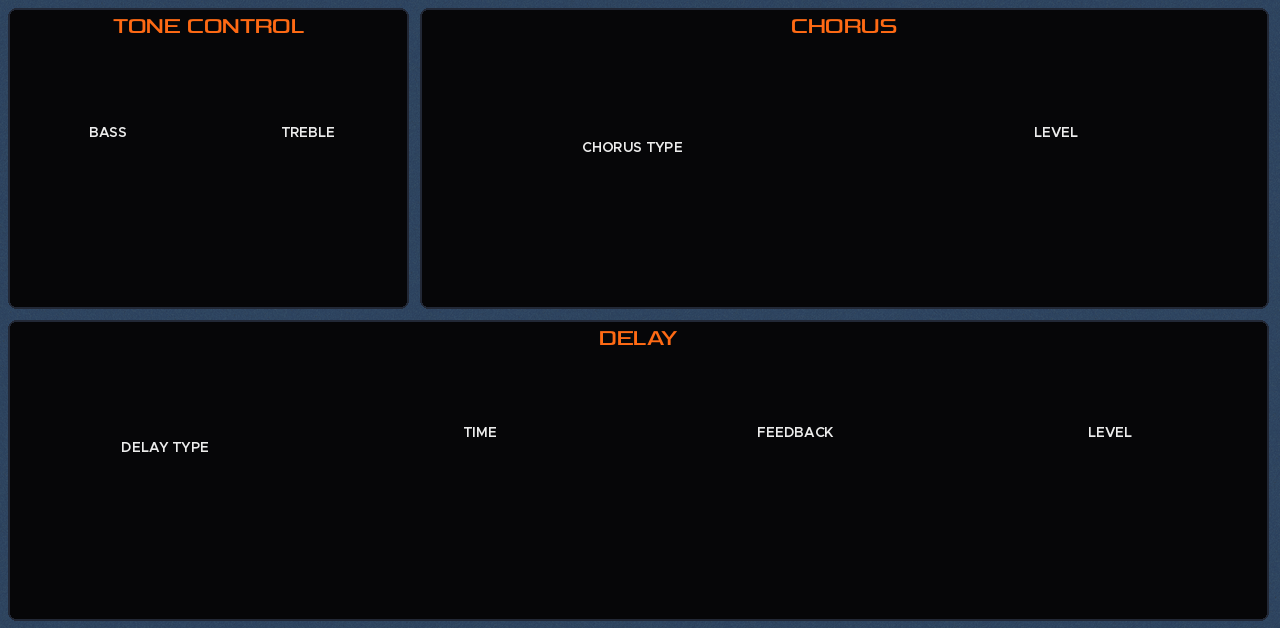 TONE CONTROL
BASS
TREBLE
CHORUS
CHORUS TYPE
LEVEL
DELAY
DELAY TYPE
TIME
FEEDBACK
LEVEL